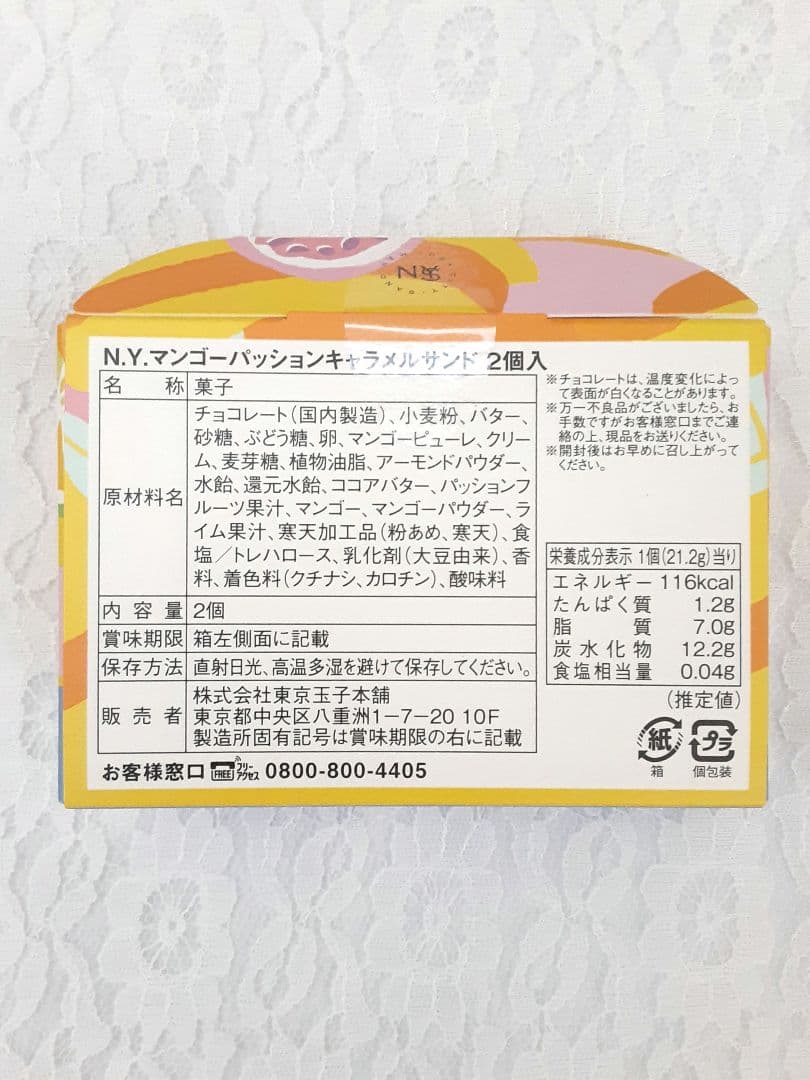 N.Y.マンゴーパッションキャラメルサンド 2個入
名称 菓子
原材料名
チョコレート(国内製造)、小麦粉、バター、
砂糖、ぶどう糖、卵、マンゴーピューレ、クリー
ム、麦芽糖、植物油脂、アーモンドパウダー、
水飴、還元水飴、ココアバター、パッションフ
ルーツ果汁、マンゴー、マンゴーパウダー、ラ
イム果汁、寒天加工品(粉あめ、寒天)、食
塩/トレハロース、乳化剤(大豆由来)、香
料、着色料(クチナシ、カロチン)、酸味料
内容量 2個
賞味期限 箱左側面に記載
保存方法 直射日光、高温多湿を避けて保存してください。
販売者
株式会社東京玉子本舗
東京都中央区八重洲1-7-20 10F
製造所固有記号は賞味期限の右に記載
お客様窓口 FREE フリーアクセス 0800-800-4405
※チョコレートは、温度変化によっ
て表面が白くなることがあります。
※万一不良品がございましたら、お
手数ですがお客様窓口までご連
絡の上、現品をお送りください。
※開封後はお早めに召し上がって
ください。
栄養成分表示 1個(21.2g)当り
エネルギー 116kcal
たんぱく質 1.2g
脂質 7.0g
炭水化物 12.2g
食塩相当量 0.04g
(推定値)
紙 プラ
箱 個包装